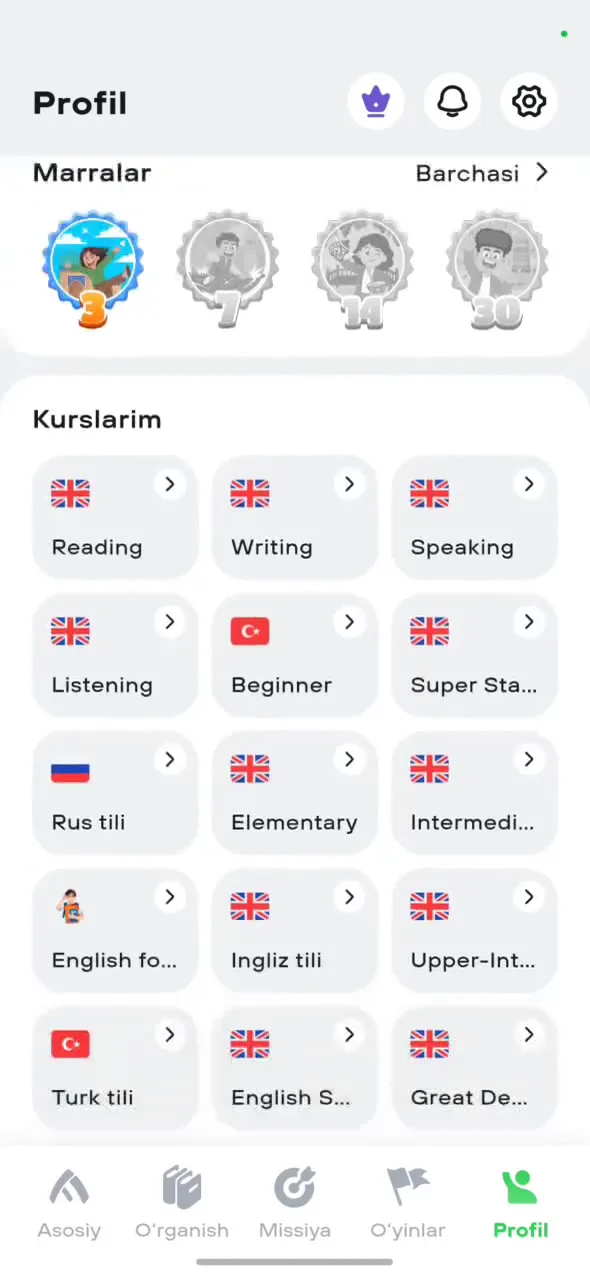 Profil
Marralar
Barchasi
3
7
14
30
Kurslarim
Reading
Writing
Speaking
Listening
Beginner
Super Sta...
Rus tili
Elementary
Intermedi...
English fo...
Ingliz tili
Upper-Int...
Turk tili
English S...
Great De...
Asosiy
O'rganish
Missiya
O'yinlar
Profil